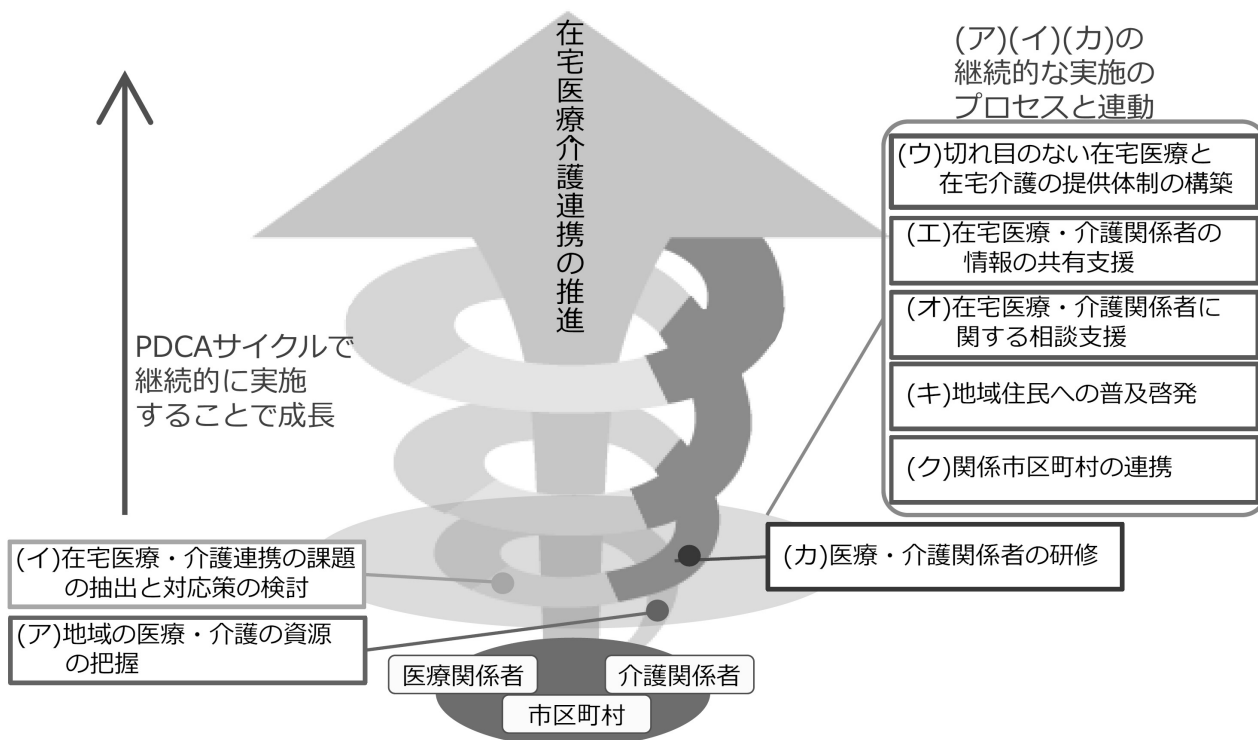 在宅医療・介護連携の推進
(ア)(イ)(カ)の
継続的な実施の
プロセスと連動
(ウ)切れ目のない在宅医療と
在宅介護の提供体制の構築
(エ)在宅医療・介護関係者の
情報の共有支援
(オ)在宅医療・介護関係者に
関する相談支援
(キ)地域住民への普及啓発
(ク)関係市区町村の連携
PDCAサイクルで
継続的に実施
することで成長
(イ)在宅医療・介護連携の課題
の抽出と対応策の検討
(カ)医療・介護関係者の研修
(ア)地域の医療・介護の資源
の把握
医療関係者
介護関係者
市区町村